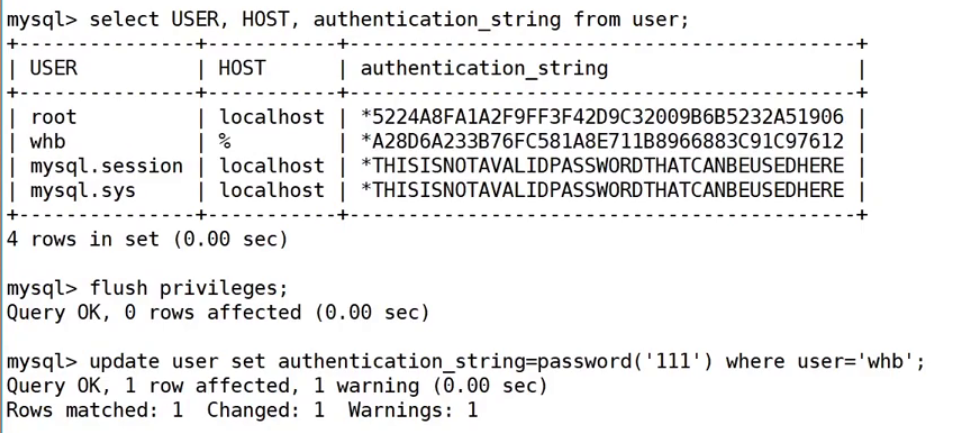 mysql> select USER, HOST, authentication_string from user;
+---------------+-----------+-------------------------------------------+
| USER          | HOST      | authentication_string                     |
+---------------+-----------+-------------------------------------------+
| root          | localhost | *5224A8FA1A2F9FF3F42D9C32009B6B5232A51906 |
| whb           | %         | *A28D6A233B76FC581A8E711B8966883C91C97612 |
| mysql.session | localhost | *THISISNOTAVALIDPASSWORDTHATCANBEUSEDHERE |
| mysql.sys     | localhost | *THISISNOTAVALIDPASSWORDTHATCANBEUSEDHERE |
+---------------+-----------+-------------------------------------------+
4 rows in set (0.00 sec)

mysql> flush privileges;
Query OK, 0 rows affected (0.00 sec)

mysql> update user set authentication_string=password('111') where user='whb';
Query OK, 1 row affected, 1 warning (0.00 sec)
Rows matched: 1  Changed: 1  Warnings: 1